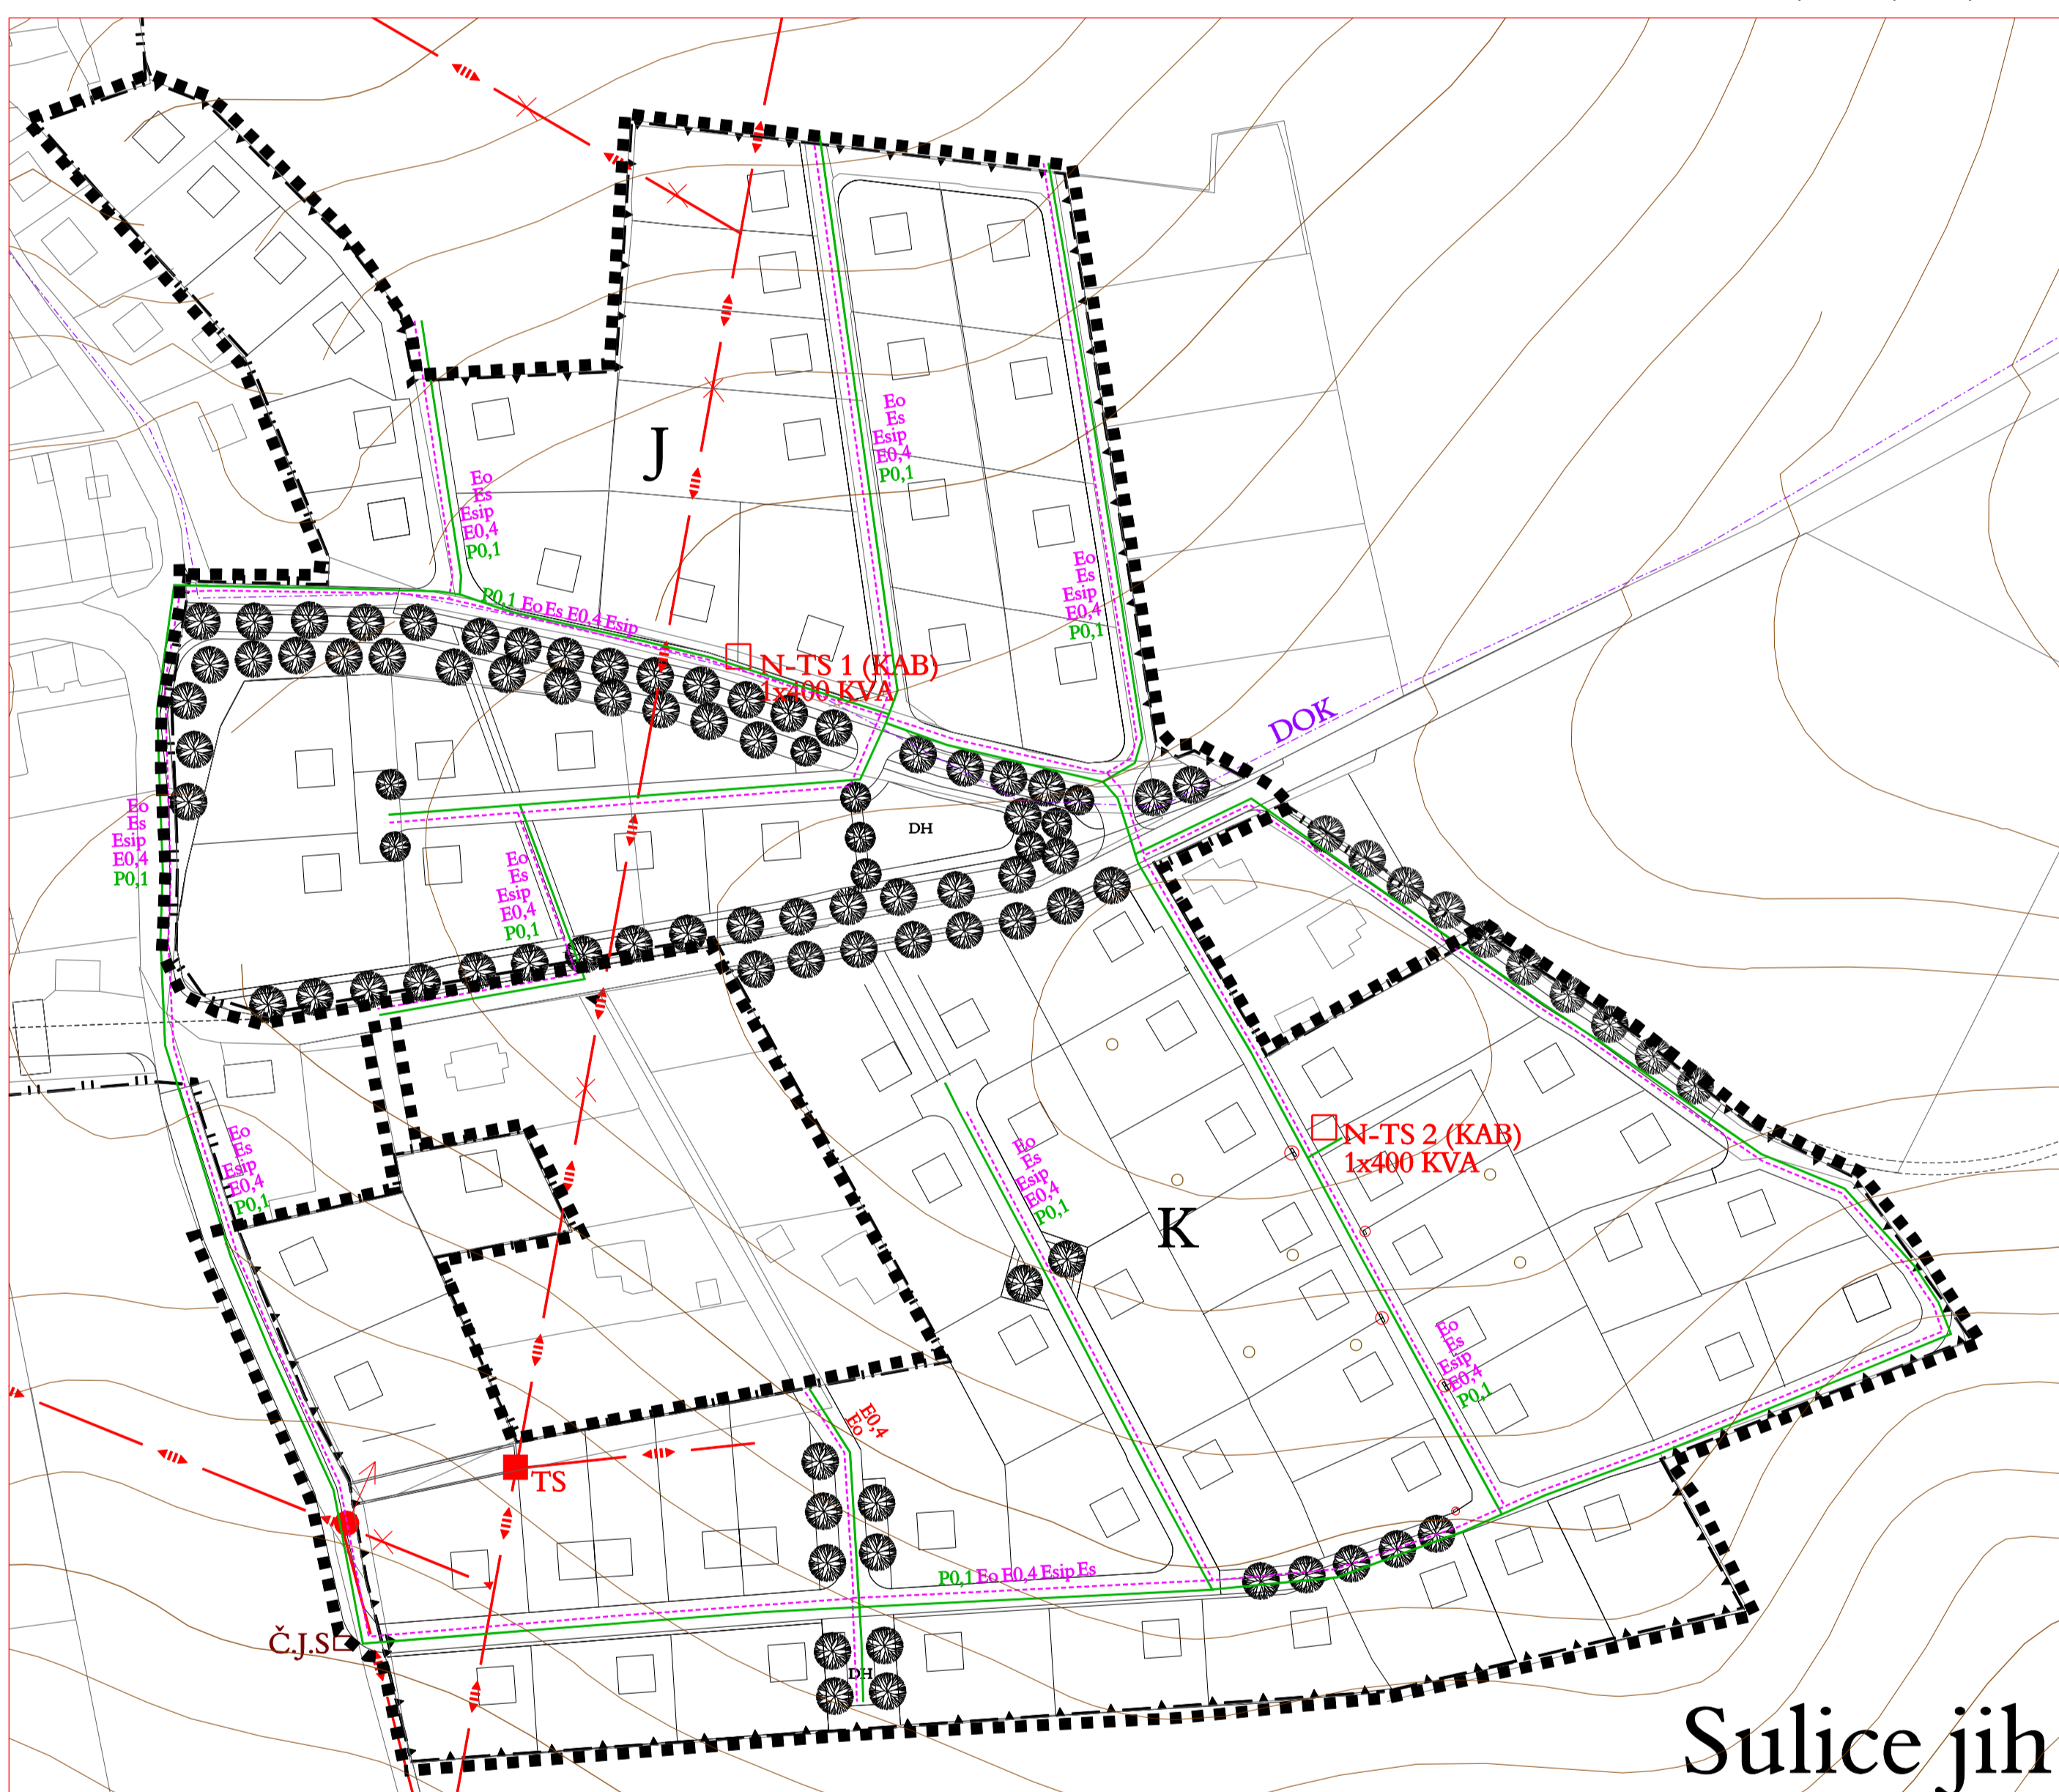 J
Eo
Es
Esip
E0,4
P0,1
Eo
Es
Esip
E0,4
P0,1
Eo
Es
Esip
E0,4
P0,1
P0,1 Eo Es E0,4 Esip
N-TS 1 (KAB)
1x400 KVA
DOK
Eo
Es
Esip
E0,4
P0,1
DH
Eo
Es
Esip
E0,4
P0,1
Eo
Es
Esip
E0,4
P0,1
Eo
Es
Esip
E0,4
P0,1
N-TS 2 (KAB)
1x400 KVA
K
Eo
Es
Esip
E0,4
P0,1
E0,4
Eo
TS
P0,1 Eo E0,4 Esip Es
Č.J.S
DH
Sulice jih